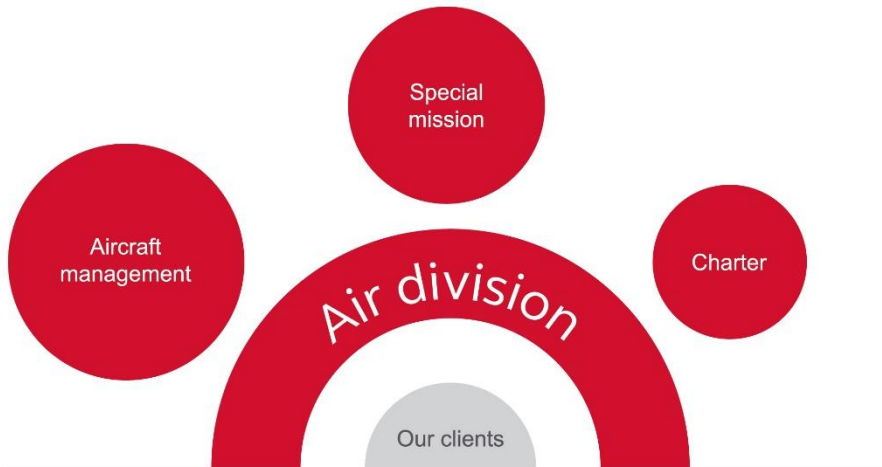 Special
mission
Aircraft
management
Charter
Air division
Our clients